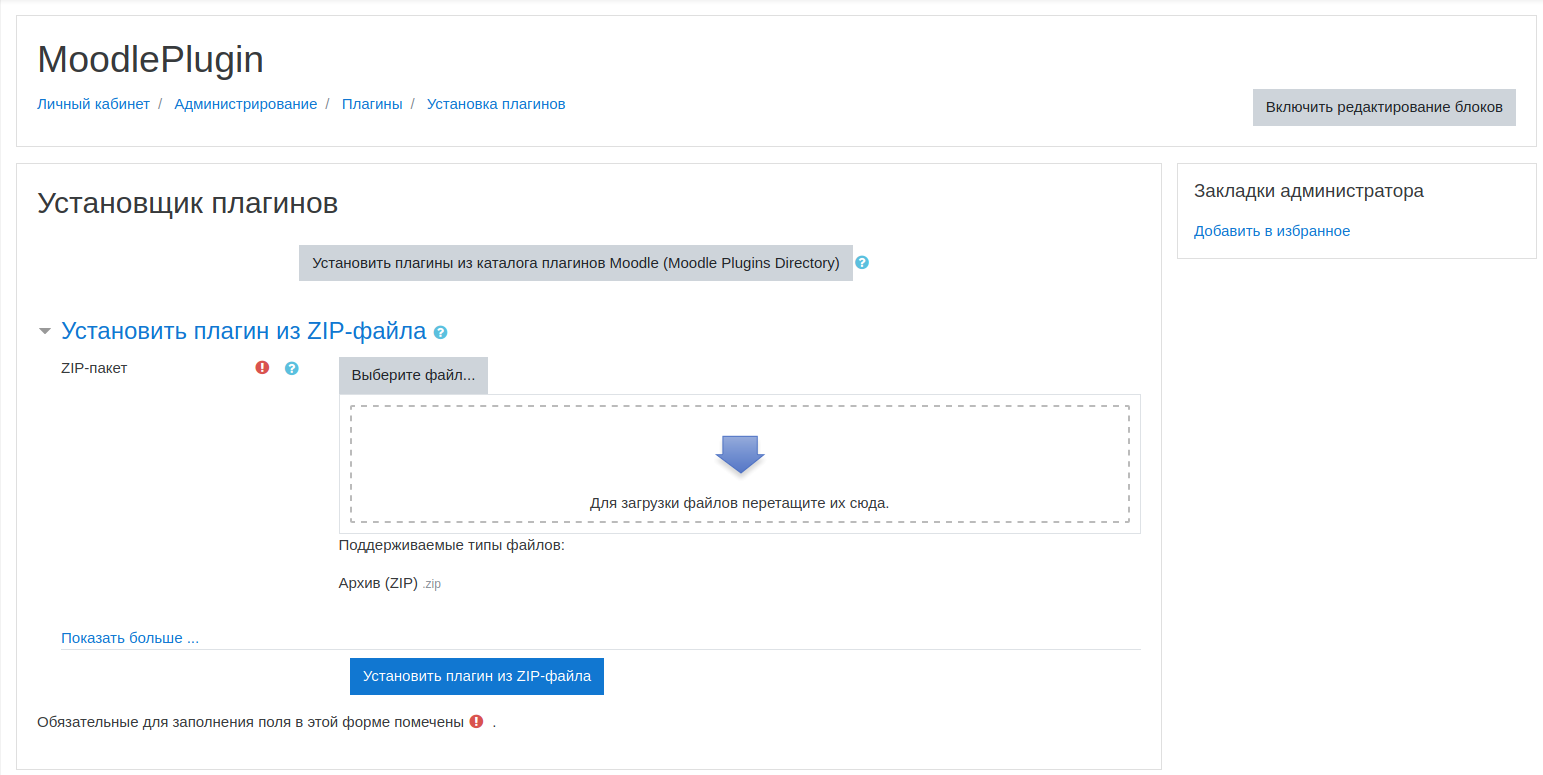 MoodlePlugin
Личный кабинет / Администрирование / Плагины / Установка плагинов
Включить редактирование блоков
Установщик плагинов
Установить плагины из каталога плагинов Moodle (Moodle Plugins Directory)
Установить плагин из ZIP-файла
ZIP-пакет
Выберите файл...
Для загрузки файлов перетащите их сюда.
Поддерживаемые типы файлов:
Архив (ZIP) .zip
Показать больше ...
Установить плагин из ZIP-файла
Обязательные для заполнения поля в этой форме помечены .
Закладки администратора
Добавить в избранное